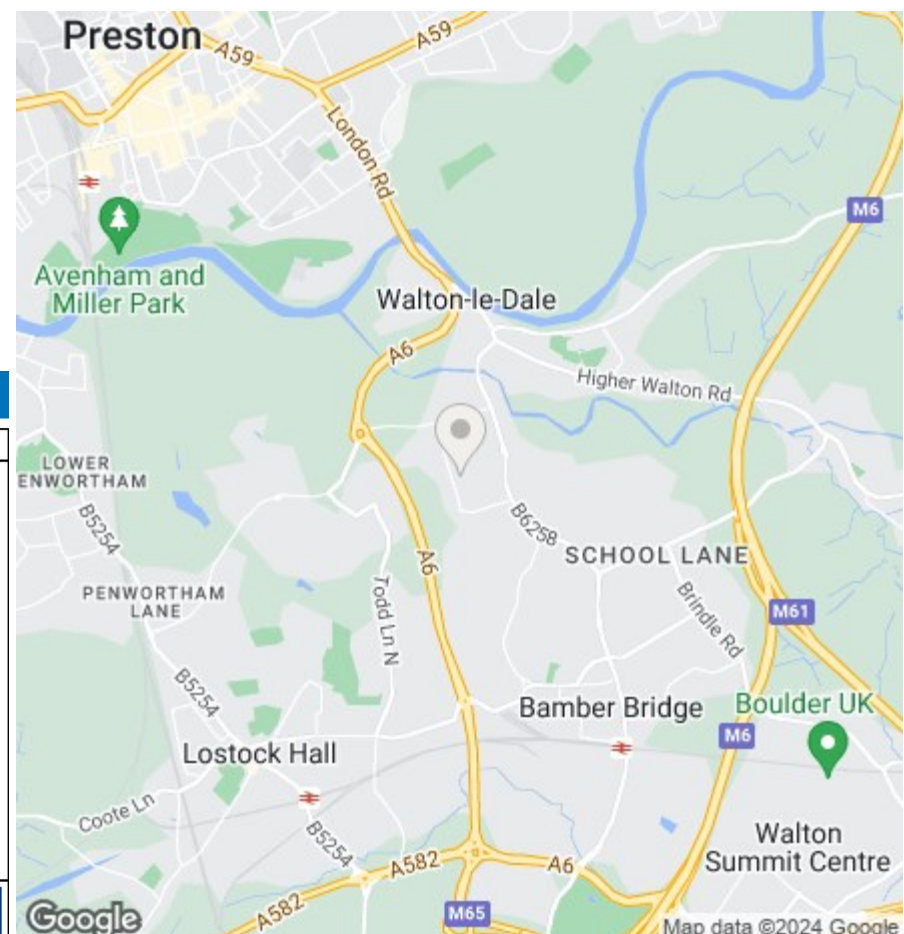 Preston
A59
A59
London Rd
M6
Avenham and
Miller Park
Walton-le-Dale
A6
Higher Walton Rd
LOWER
ENWORTHAM
B5254
B6258
SCHOOL LANE
A6
PENWORTHAM
LANE
Todd Ln N
Brindle Rd
M61
B5254
Bamber Bridge
Boulder UK
M6
Lostock Hall
Coote Ln
B5254
Walton
Summit Centre
A582
A6
A582
M65
Google
Map data ©2024 Google